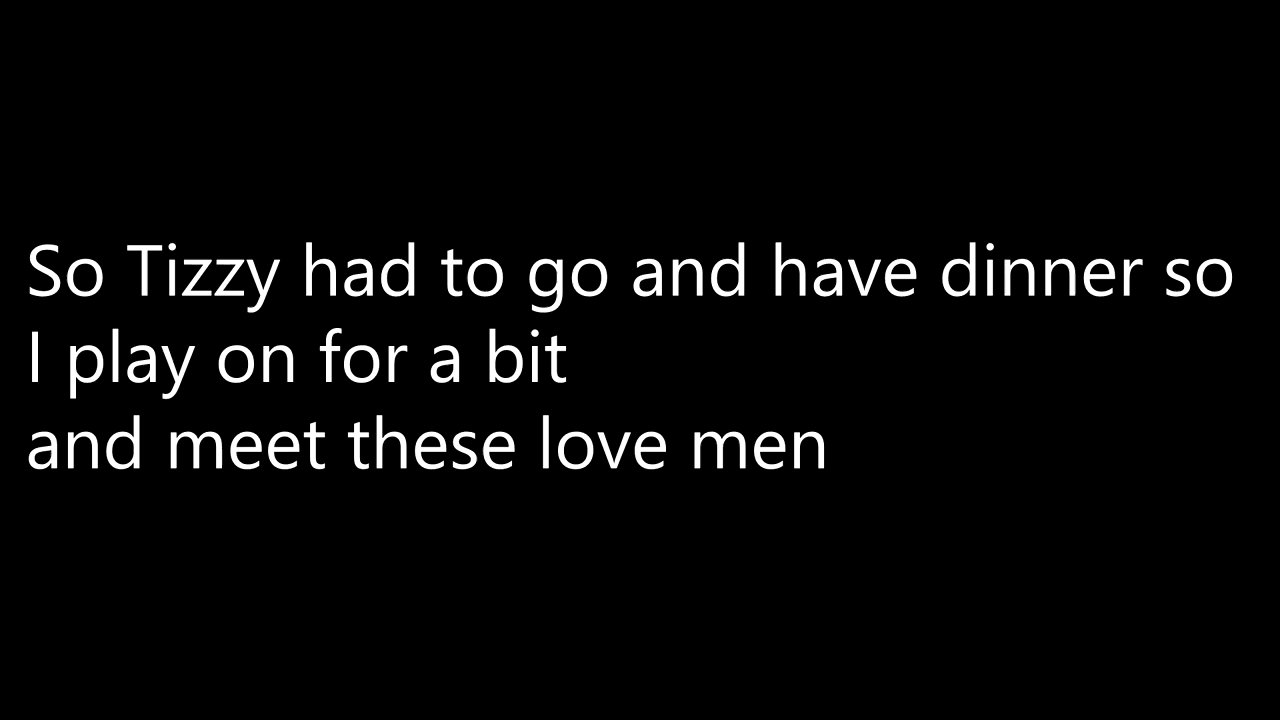 So Tizzy had to go and have dinner so
I play on for a bit
and meet these love men